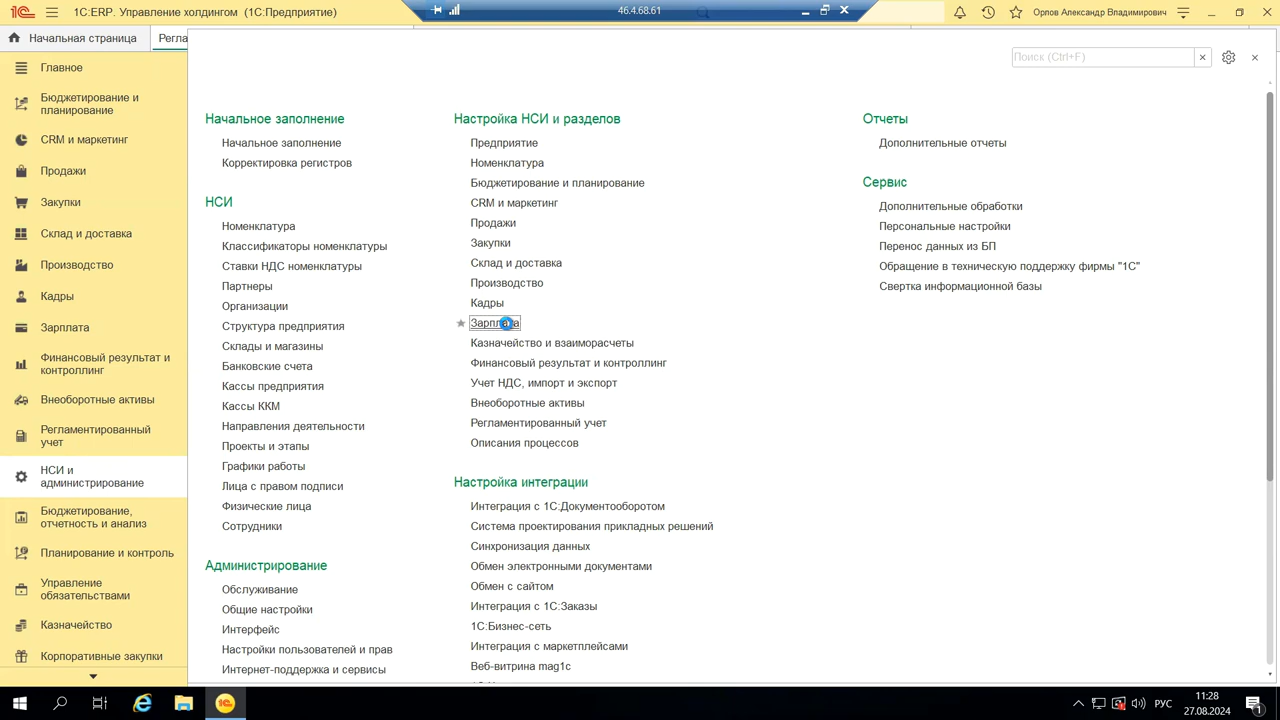 1С:ERP. Управление холдингом (1С:Предприятие)
46.4.68.61
Орлов Александр Владимирович
Начальная страница
Регла
Поиск (Ctrl+F)
Главное
Бюджетирование и
планирование
CRM и маркетинг
Продажи
Закупки
Склад и доставка
Производство
Кадры
Зарплата
Финансовый результат и
контроллинг
Внеоборотные активы
Регламентированный
учет
НСИ и
администрирование
Бюджетирование,
отчетность и анализ
Планирование и контроль
Управление
обязательствами
Казначейство
Корпоративные закупки
Начальное заполнение
Начальное заполнение
Корректировка регистров
НСИ
Номенклатура
Классификаторы номенклатуры
Ставки НДС номенклатуры
Партнеры
Организации
Структура предприятия
Склады и магазины
Банковские счета
Кассы предприятия
Кассы ККМ
Направления деятельности
Проекты и этапы
Графики работы
Лица с правом подписи
Физические лица
Сотрудники
Администрирование
Обслуживание
Общие настройки
Интерфейс
Настройки пользователей и прав
Интернет-поддержка и сервисы
Настройка НСИ и разделов
Предприятие
Номенклатура
Бюджетирование и планирование
CRM и маркетинг
Продажи
Закупки
Склад и доставка
Производство
Кадры
Зарплата
Казначейство и взаиморасчеты
Финансовый результат и контроллинг
Учет НДС, импорт и экспорт
Внеоборотные активы
Регламентированный учет
Описания процессов
Настройка интеграции
Интеграция с 1С:Документооборотом
Система проектирования прикладных решений
Синхронизация данных
Обмен электронными документами
Обмен с сайтом
Интеграция с 1С:Заказы
1С:Бизнес-сеть
Интеграция с маркетплейсами
Веб-витрина mag1c
Отчеты
Дополнительные отчеты
Сервис
Дополнительные обработки
Персональные настройки
Перенос данных из БП
Обращение в техническую поддержку фирмы "1С"
Свертка информационной базы
РУС
11:28
27.08.2024
1